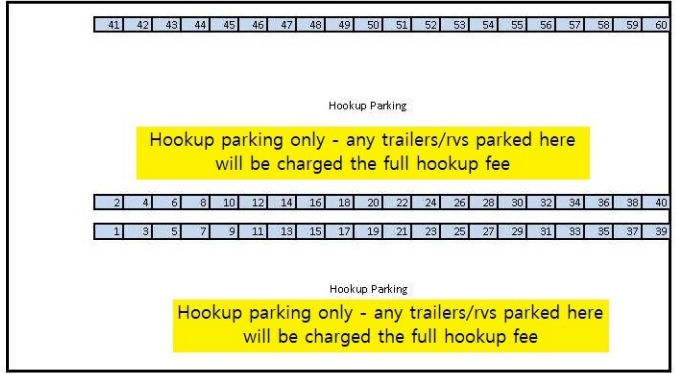 41 42 43 44 45 46 47 48 49 50 51 52 53 54 55 56 57 58 59 60
Hookup Parking
Hookup parking only - any trailers/rvs parked here
will be charged the full hookup fee
2 4 6 8 10 12 14 16 18 20 22 24 26 28 30 32 34 36 38 40
1 3 5 7 9 11 13 15 17 19 21 23 25 27 29 31 33 35 37 39
Hookup Parking
Hookup parking only - any trailers/rvs parked here
will be charged the full hookup fee